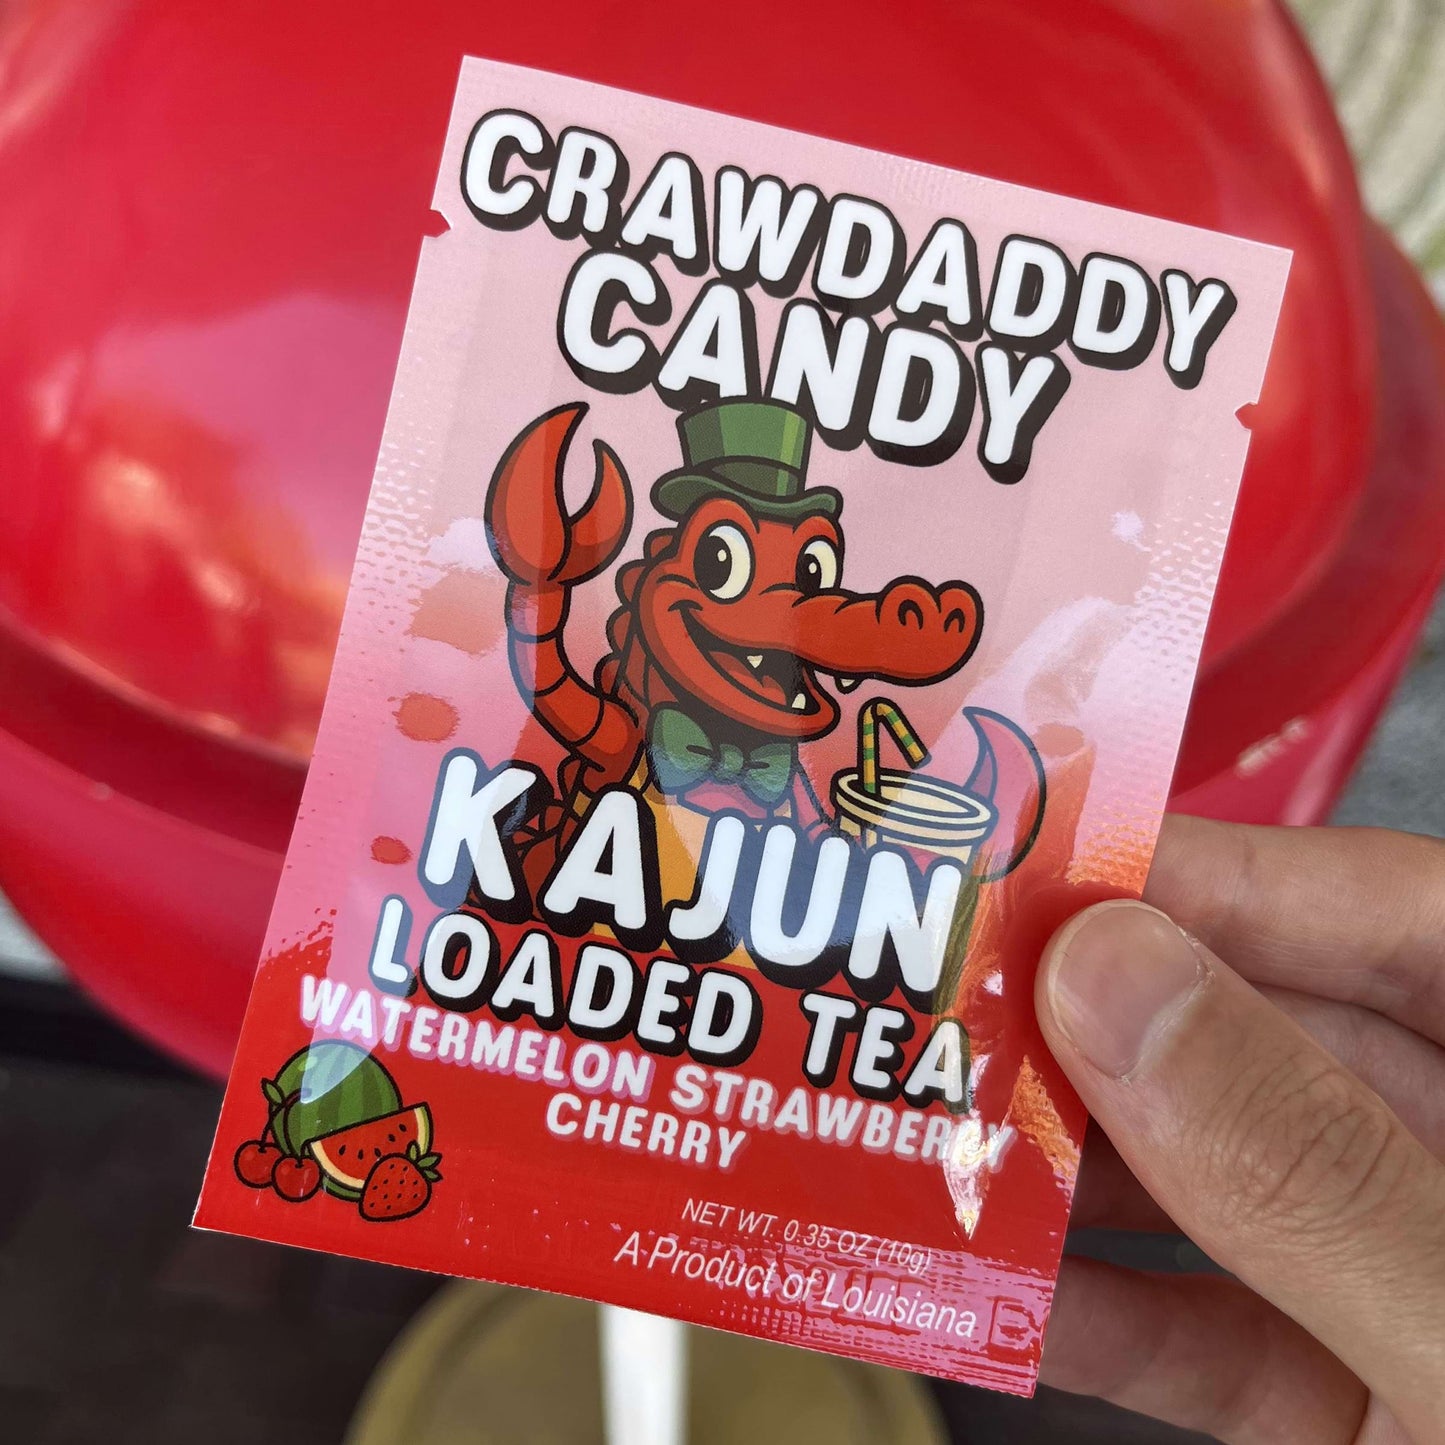 CRAWDADDY
CANDY
KAJUN
LOADED TEA
WATERMELON STRAWBERRY
CHERRY
NET WT. 0.35 OZ (10g)
A Product of Louisiana